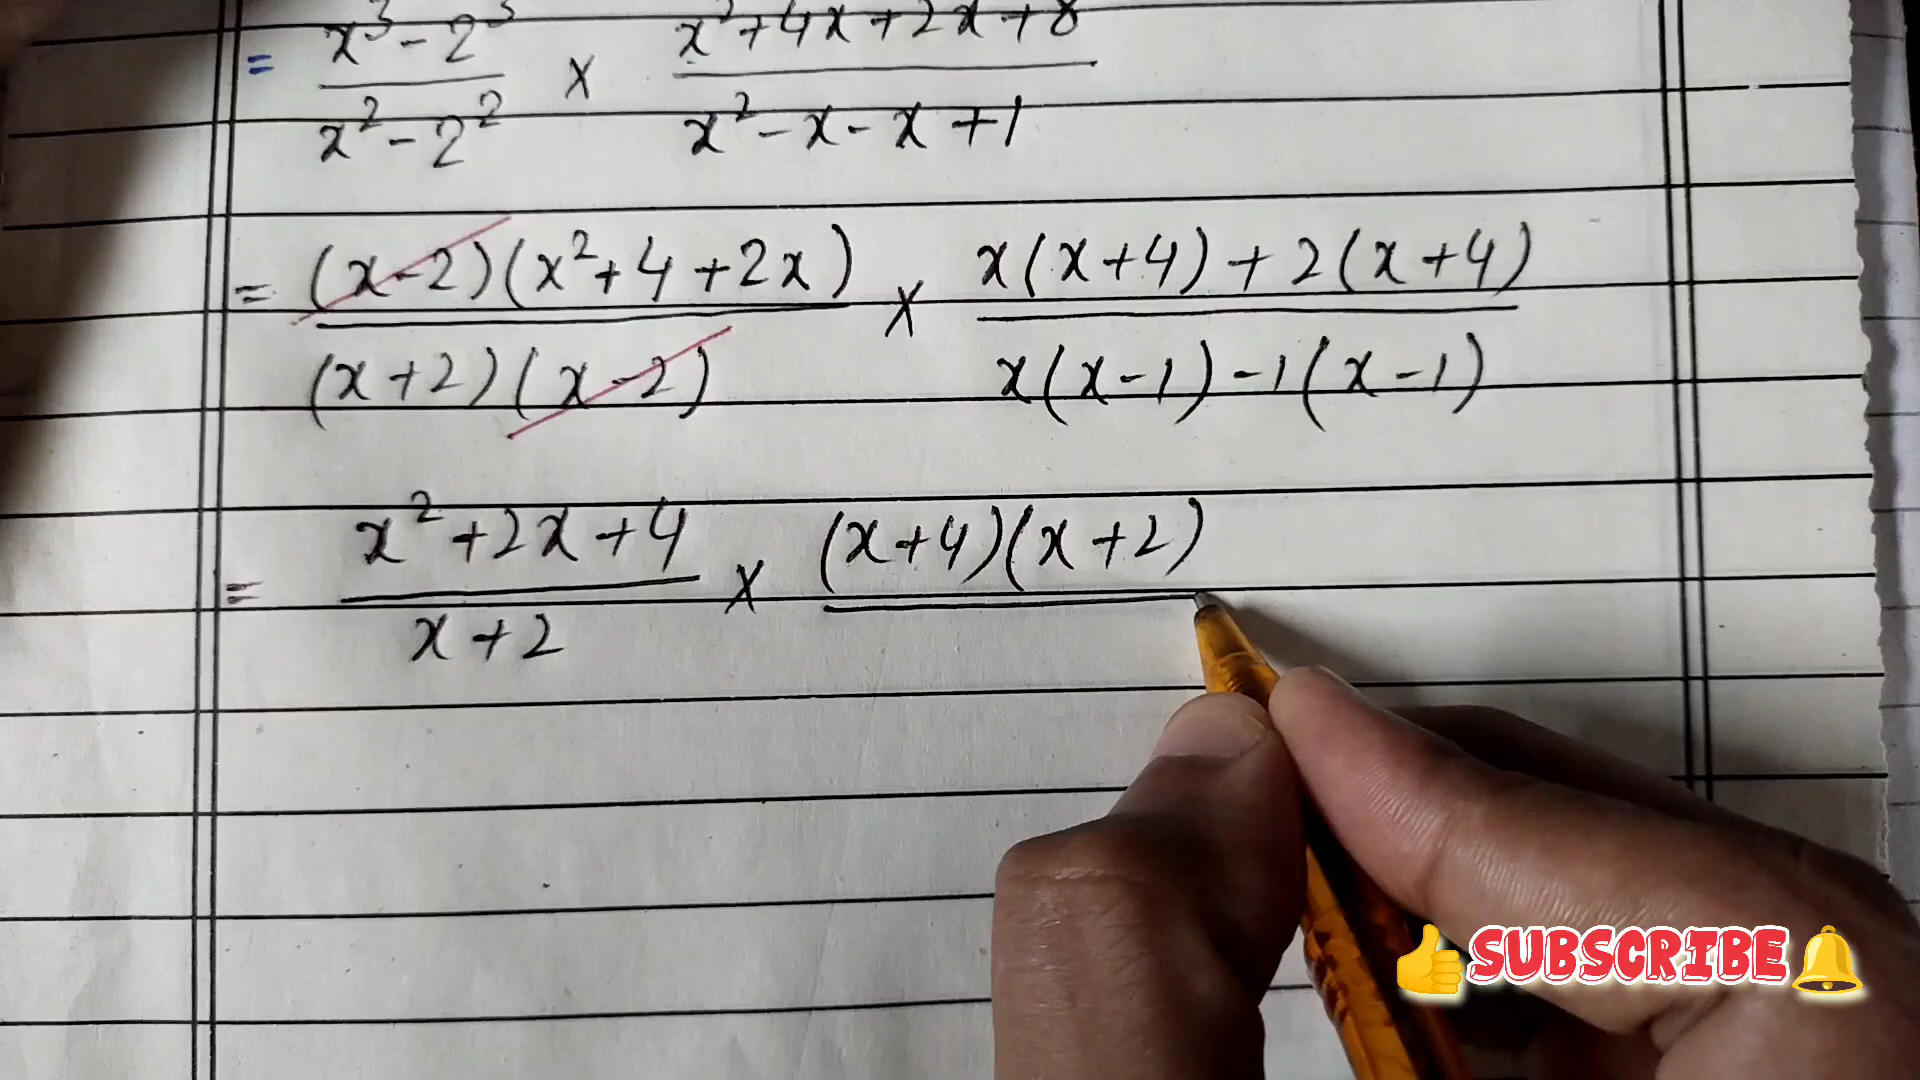 = x³ - 2³ / x² - 2² × x² + 4x + 2x + 8 / x² - x - x + 1
= (x-2)(x²+4+2x) / (x+2)(x-2) × x(x+4)+2(x+4) / x(x-1)-1(x-1)
= x²+2x+4 / x+2 × (x+4)(x+2) /
SUBSCRIBE